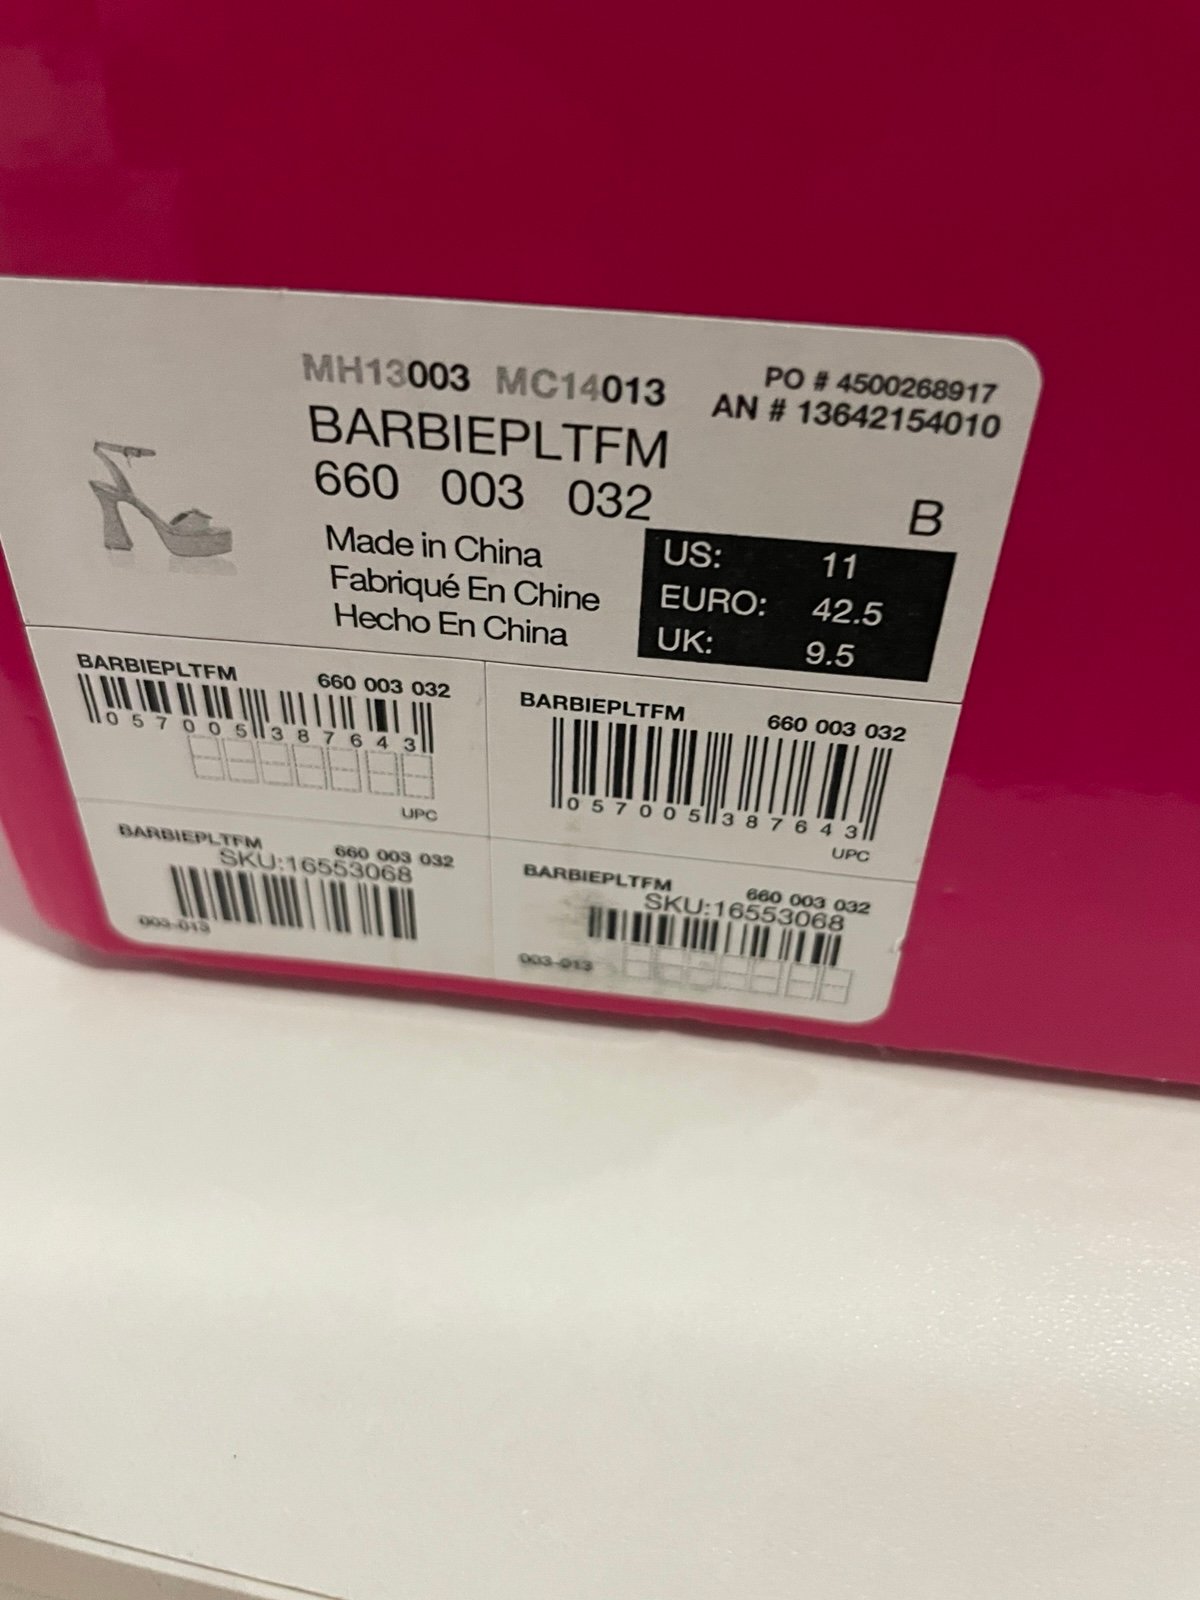 MH13003 MC14013
PO # 4500268917
AN # 13642154010
BARBIEPLTFM
660 003 032
B
Made in China
Fabriqué En Chine
Hecho En China
US: 11
EURO: 42.5
UK: 9.5
BARBIEPLTFM 660 003 032
0 57005 38764 3
UPC
BARBIEPLTFM 660 003 032
0 57005 38764 3
UPC
BARBIEPLTFM 660 003 032
SKU:16553068
003-013
BARBIEPLTFM 660 003 032
SKU:16553068
003-013